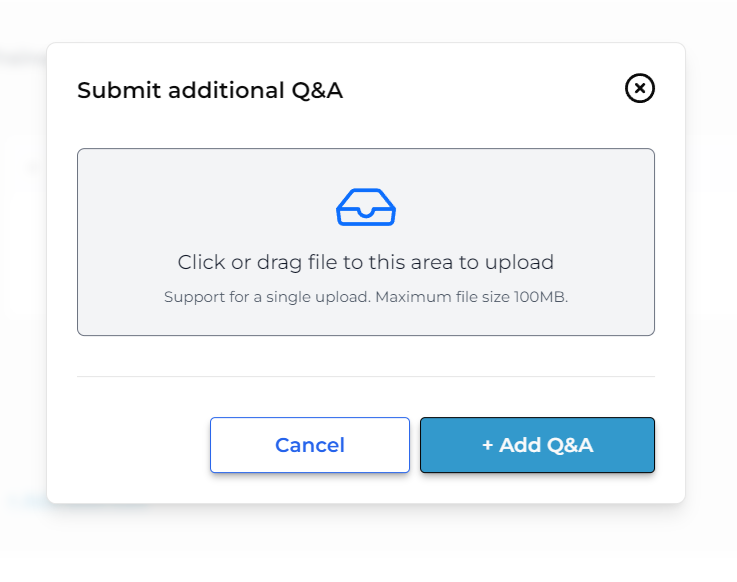 Submit additional Q&A
Click or drag file to this area to upload
Support for a single upload. Maximum file size 100MB.
Cancel
+ Add Q&A